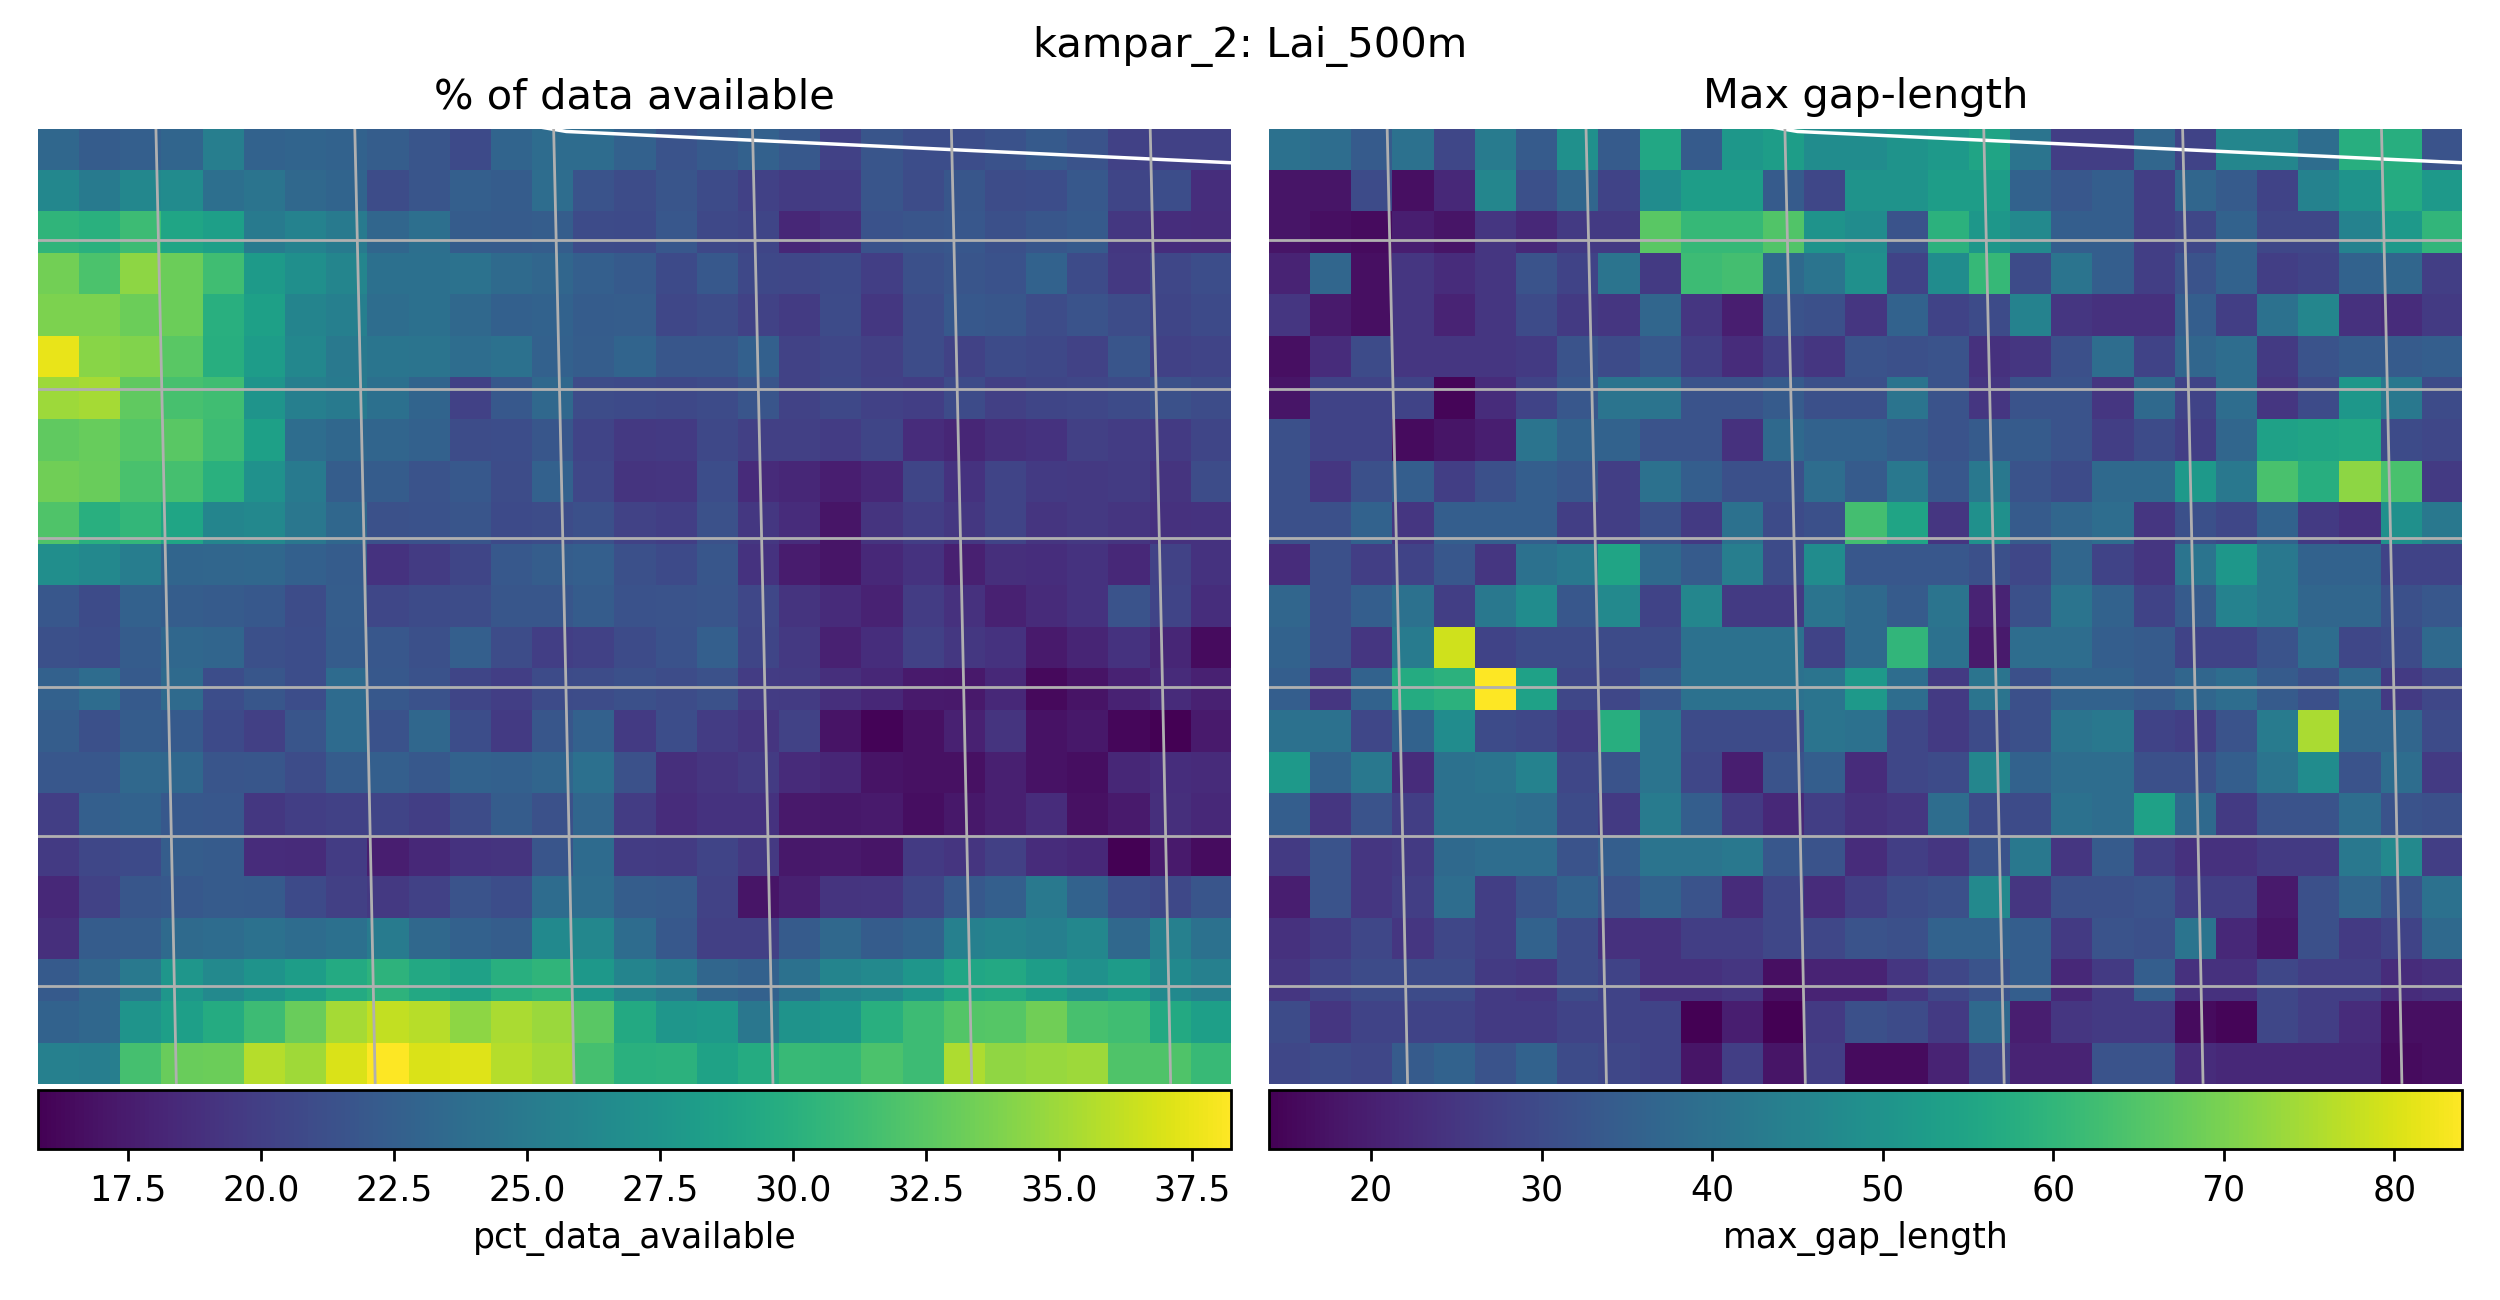 kampar_2: Lai_500m
% of data available
Max gap-length
17.5 20.0 22.5 25.0 27.5 30.0 32.5 35.0 37.5
pct_data_available
20 30 40 50 60 70 80
max_gap_length